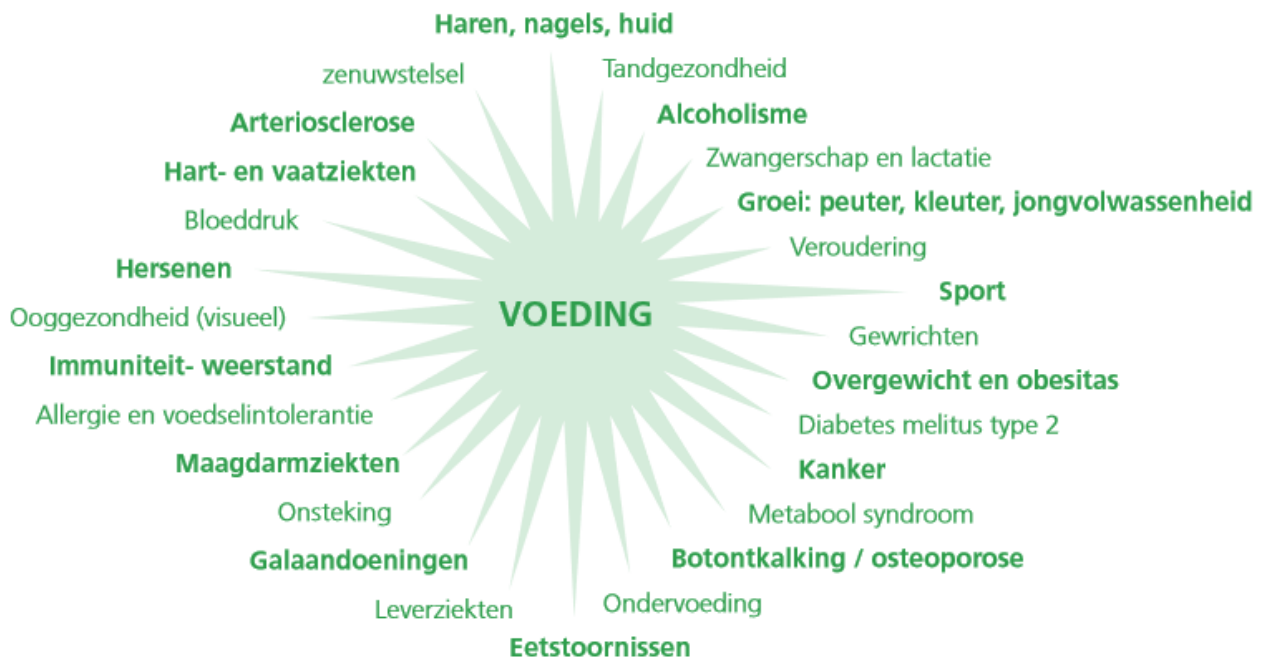 Haren, nagels, huid
zenuwstelsel
Tandgezondheid
Arteriosclerose
Alcoholisme
Hart- en vaatziekten
Zwangerschap en lactatie
Bloeddruk
Groei: peuter, kleuter, jongvolwassenheid
Hersenen
Veroudering
Ooggezondheid (visueel)
VOEDING
Sport
Immuniteit- weerstand
Gewrichten
Allergie en voedselintolerantie
Overgewicht en obesitas
Maagdarmziekten
Diabetes melitus type 2
Onsteking
Kanker
Galaandoeningen
Metabool syndroom
Leverziekten
Botontkalking / osteoporose
Ondervoeding
Eetstoornissen